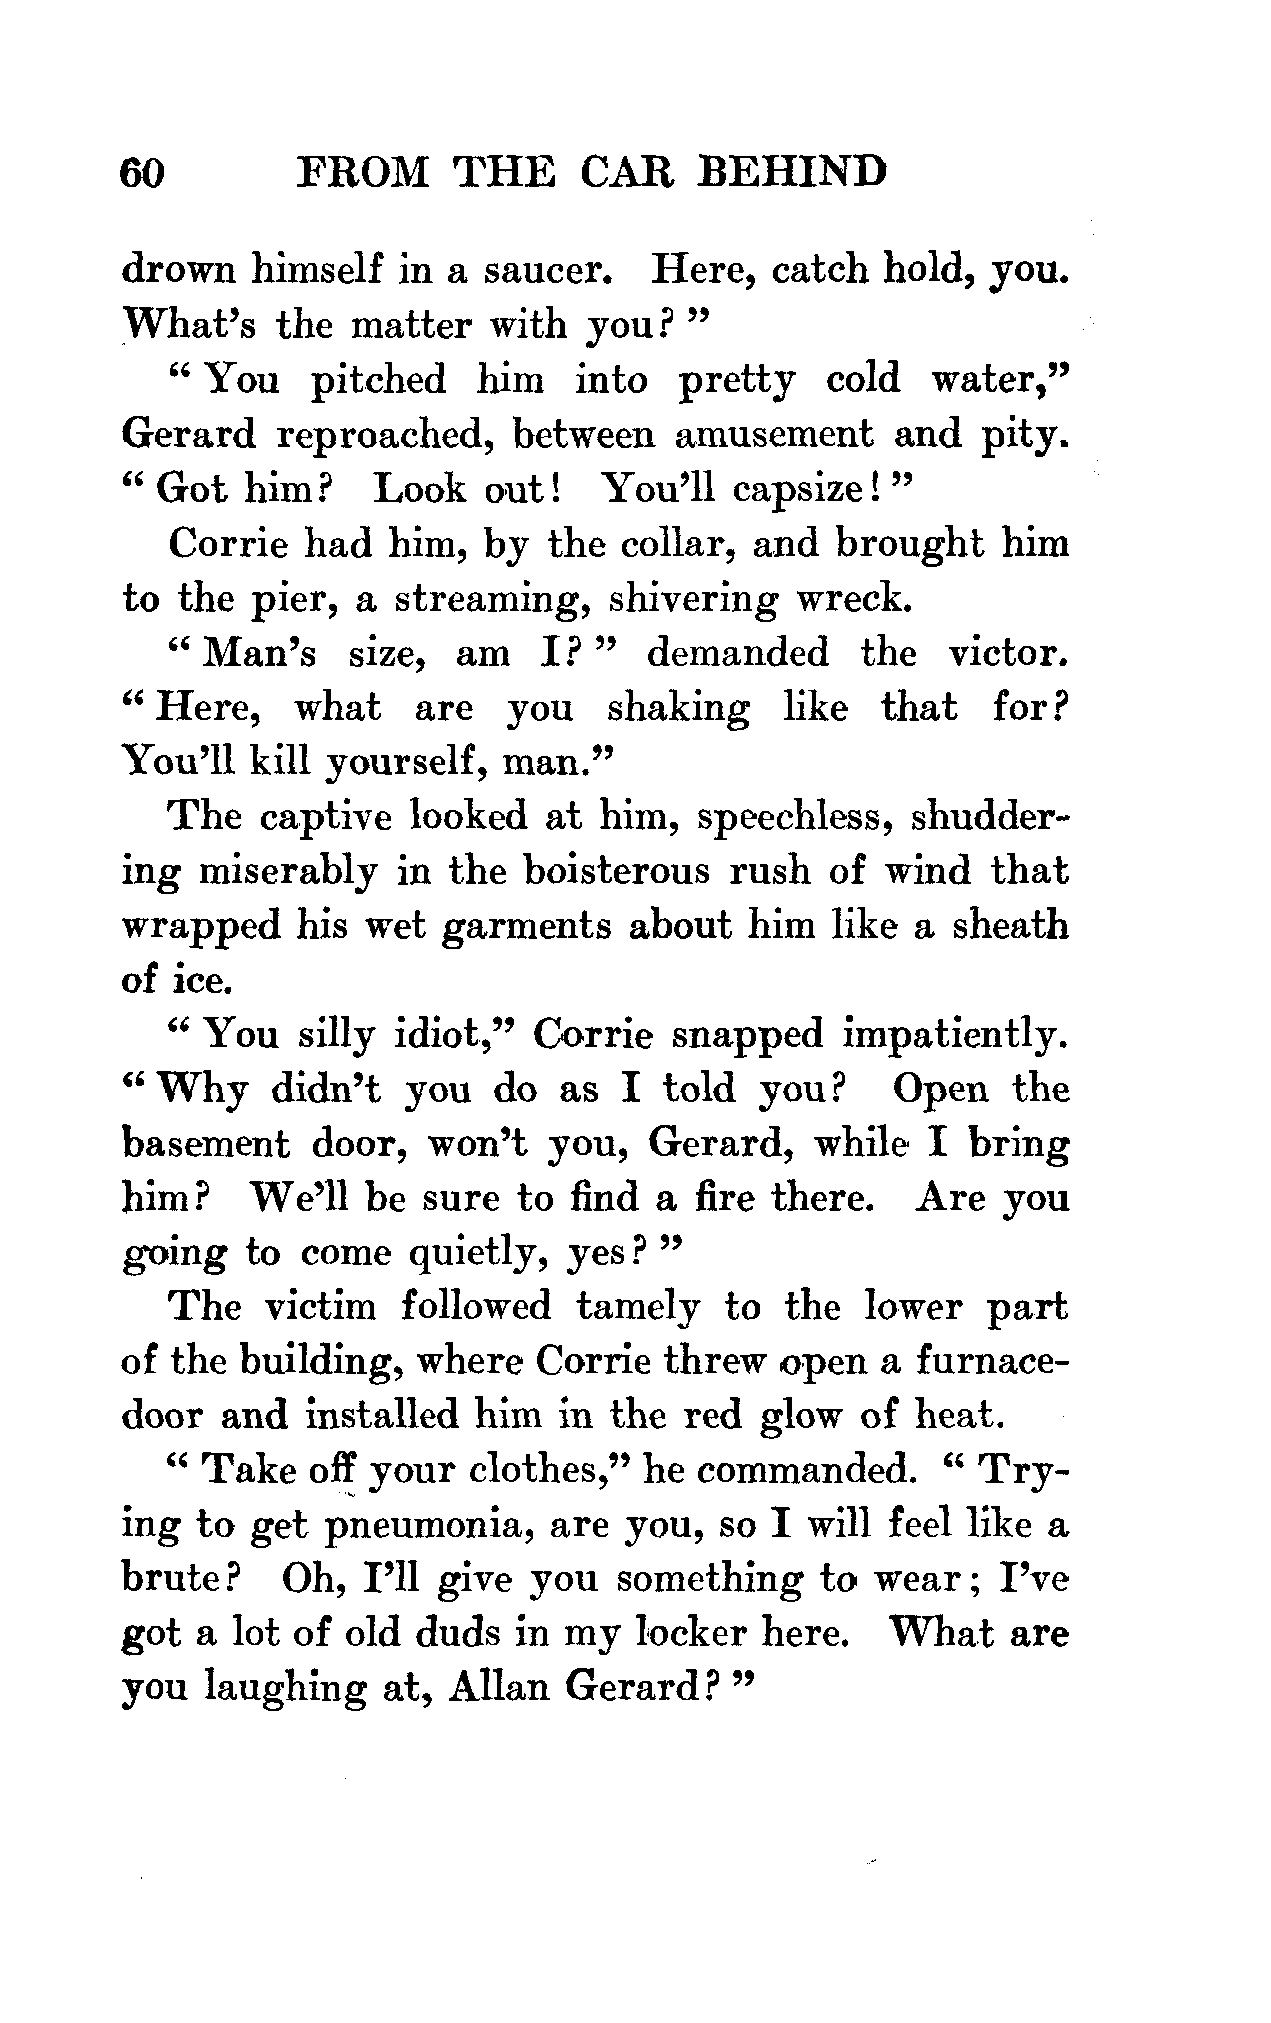 60 FROM THE CAR BEHIND
drown himself in a saucer. Here, catch hold, you.
What's the matter with you? ”
“ You pitched him into pretty cold water,”
Gerard reproached, between amusement and pity.
“ Got him? Look out! You'll capsize! ”
Corrie had him, by the collar, and brought him
to the pier, a streaming, shivering wreck.
“ Man's size, am I? ” demanded the victor.
“ Here, what are you shaking like that for?
You'll kill yourself, man.”
The captive looked at him, speechless, shudder-
ing miserably in the boisterous rush of wind that
wrapped his wet garments about him like a sheath
of ice.
“ You silly idiot,” Corrie snapped impatiently.
“ Why didn't you do as I told you? Open the
basement door, won't you, Gerard, while I bring
him? We'll be sure to find a fire there. Are you
going to come quietly, yes? ”
The victim followed tamely to the lower part
of the building, where Corrie threw open a furnace-
door and installed him in the red glow of heat.
“ Take off your clothes,” he commanded. “ Try-
ing to get pneumonia, are you, so I will feel like a
brute? Oh, I'll give you something to wear; I've
got a lot of old duds in my locker here. What are
you laughing at, Allan Gerard? ”